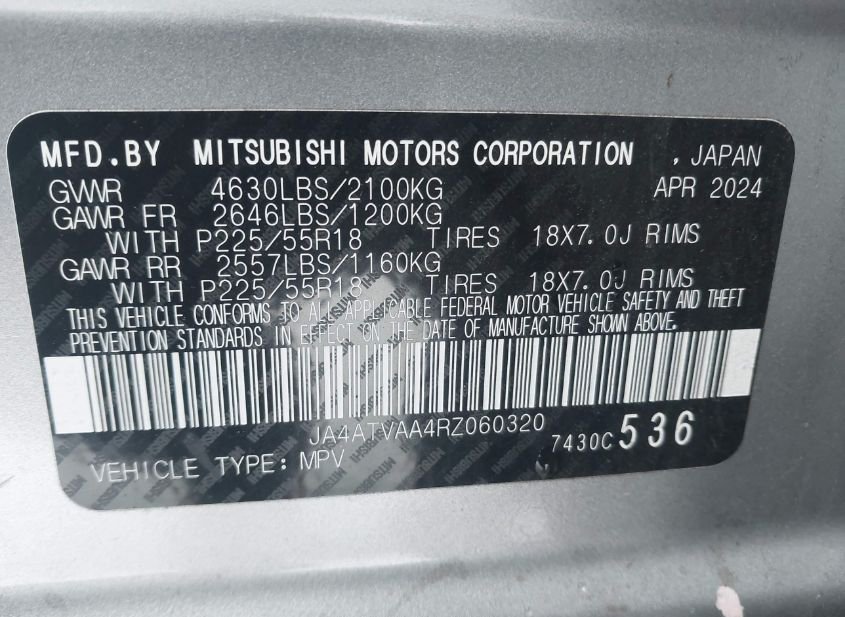 MFD.BY MITSUBISHI MOTORS CORPORATION , JAPAN
GVWR 4630LBS/2100KG APR 2024
GAWR FR 2646LBS/1200KG
WITH P225/55R18 TIRES 18X7.0J RIMS
GAWR RR 2557LBS/1160KG
WITH P225/55R18 TIRES 18X7.0J RIMS
THIS VEHICLE CONFORMS TO ALL APPLICABLE FEDERAL MOTOR VEHICLE SAFETY AND THEFT
PREVENTION STANDARDS IN EFFECT ON THE DATE OF MANUFACTURE SHOWN ABOVE.
JA4ATVAA4RZ060320 7430C 536
VEHICLE TYPE: MPV